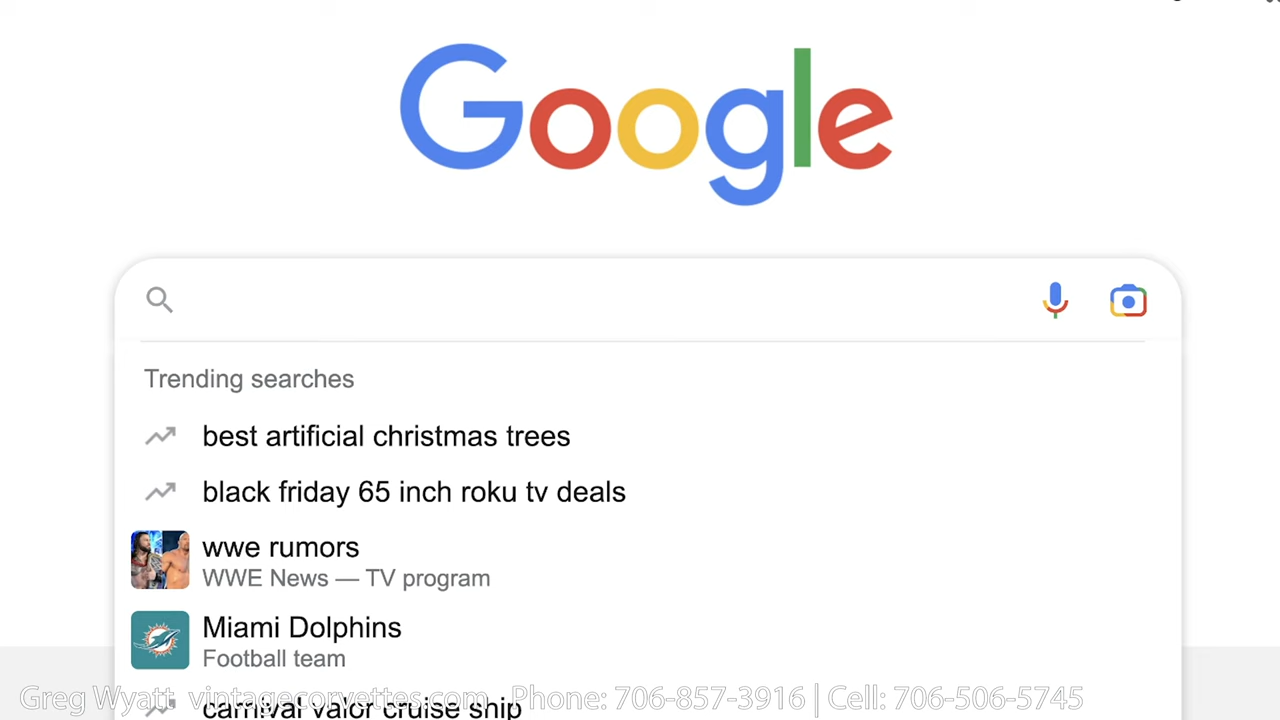 Google
Trending searches
best artificial christmas trees
black friday 65 inch roku tv deals
wwe rumors
WWE News — TV program
Miami Dolphins
Football team
carnival valor cruise ship
Greg Wyatt vintagecorvettes.com Phone: 706-857-3916 | Cell: 706-506-5745